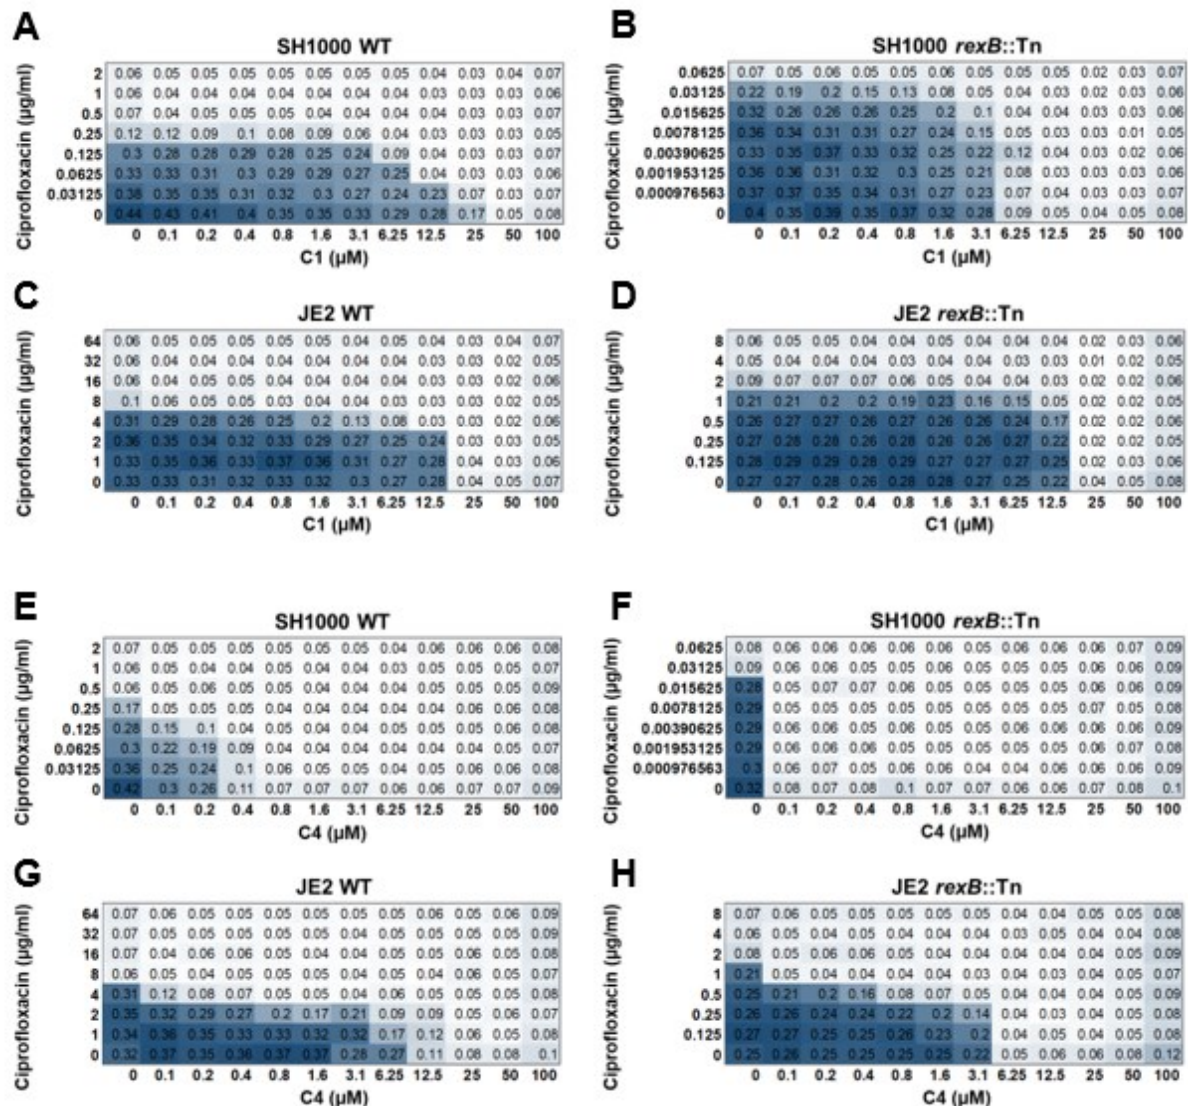 A
SH1000 WT
Ciprofloxacin (µg/ml)
2 0.06 0.05 0.05 0.05 0.05 0.05 0.05 0.04 0.03 0.04 0.07
1 0.06 0.04 0.04 0.04 0.04 0.04 0.04 0.04 0.03 0.03 0.06
0.5 0.07 0.04 0.05 0.05 0.05 0.05 0.05 0.04 0.03 0.03 0.07
0.25 0.12 0.12 0.09 0.1 0.08 0.09 0.06 0.04 0.03 0.03 0.03 0.05
0.125 0.3 0.28 0.28 0.29 0.28 0.25 0.24 0.09 0.04 0.03 0.03 0.07
0.0625 0.33 0.33 0.31 0.3 0.29 0.29 0.27 0.25 0.04 0.03 0.03 0.06
0.03125 0.38 0.35 0.35 0.31 0.32 0.3 0.27 0.24 0.23 0.07 0.03 0.07
0 0.44 0.43 0.41 0.4 0.35 0.35 0.33 0.29 0.28 0.17 0.05 0.08
0 0.1 0.2 0.4 0.8 1.6 3.1 6.25 12.5 25 50 100
C1 (µM)
B
SH1000 rexB::Tn
Ciprofloxacin (µg/ml)
0.0625 0.07 0.05 0.06 0.05 0.05 0.06 0.05 0.05 0.05 0.02 0.03 0.07
0.03125 0.22 0.19 0.2 0.15 0.13 0.08 0.05 0.04 0.04 0.03 0.03 0.06
0.015625 0.32 0.26 0.26 0.26 0.25 0.2 0.1 0.04 0.04 0.03 0.03 0.06
0.0078125 0.36 0.34 0.31 0.31 0.27 0.24 0.15 0.05 0.04 0.03 0.01 0.05
0.00390625 0.33 0.35 0.37 0.33 0.32 0.25 0.22 0.12 0.04 0.03 0.02 0.06
0.001953125 0.36 0.36 0.31 0.32 0.3 0.25 0.21 0.08 0.03 0.03 0.03 0.06
0.000976563 0.37 0.37 0.35 0.34 0.31 0.27 0.23 0.07 0.04 0.03 0.03 0.07
0 0.4 0.35 0.39 0.35 0.37 0.32 0.28 0.09 0.05 0.04 0.05 0.08
0 0.1 0.2 0.4 0.8 1.6 3.1 6.25 12.5 25 50 100
C1 (µM)
C
JE2 WT
Ciprofloxacin (µg/ml)
64 0.06 0.05 0.05 0.05 0.05 0.05 0.04 0.05 0.04 0.03 0.04 0.07
32 0.06 0.04 0.04 0.04 0.04 0.04 0.04 0.03 0.03 0.03 0.02 0.05
16 0.06 0.04 0.05 0.05 0.04 0.04 0.04 0.04 0.03 0.03 0.02 0.06
8 0.1 0.06 0.05 0.05 0.04 0.04 0.04 0.03 0.03 0.03 0.02 0.05
4 0.31 0.29 0.28 0.26 0.25 0.2 0.13 0.08 0.03 0.03 0.02 0.06
2 0.36 0.35 0.34 0.32 0.33 0.29 0.27 0.25 0.24 0.03 0.03 0.05
1 0.33 0.35 0.36 0.33 0.37 0.36 0.31 0.27 0.28 0.04 0.03 0.06
0 0.33 0.33 0.31 0.32 0.33 0.32 0.3 0.27 0.28 0.04 0.05 0.07
0 0.1 0.2 0.4 0.8 1.6 3.1 6.25 12.5 25 50 100
C1 (µM)
D
JE2 rexB::Tn
Ciprofloxacin (µg/ml)
8 0.06 0.05 0.04 0.05 0.04 0.05 0.04 0.05 0.04 0.02 0.03 0.06
4 0.05 0.04 0.04 0.04 0.03 0.04 0.04 0.03 0.03 0.01 0.02 0.05
2 0.09 0.07 0.07 0.07 0.06 0.05 0.04 0.04 0.03 0.02 0.02 0.06
1 0.21 0.21 0.2 0.2 0.19 0.23 0.16 0.15 0.05 0.02 0.02 0.05
0.5 0.26 0.27 0.28 0.26 0.27 0.26 0.26 0.24 0.17 0.02 0.02 0.06
0.25 0.27 0.28 0.28 0.26 0.28 0.26 0.26 0.27 0.22 0.02 0.02 0.05
0.125 0.28 0.29 0.29 0.28 0.29 0.27 0.27 0.27 0.25 0.02 0.03 0.06
0 0.27 0.27 0.28 0.26 0.28 0.28 0.27 0.25 0.22 0.04 0.05 0.08
0 0.1 0.2 0.4 0.8 1.6 3.1 6.25 12.5 25 50 100
C1 (µM)
E
SH1000 WT
Ciprofloxacin (µg/ml)
2 0.07 0.05 0.05 0.05 0.05 0.05 0.04 0.05 0.06 0.06 0.06 0.08
1 0.06 0.05 0.04 0.04 0.05 0.04 0.04 0.03 0.05 0.05 0.05 0.07
0.5 0.06 0.05 0.06 0.05 0.05 0.04 0.04 0.04 0.05 0.05 0.05 0.09
0.25 0.17 0.05 0.05 0.05 0.04 0.04 0.04 0.04 0.05 0.06 0.06 0.08
0.125 0.28 0.15 0.1 0.04 0.05 0.05 0.04 0.05 0.05 0.05 0.05 0.08
0.0625 0.3 0.22 0.19 0.09 0.04 0.04 0.04 0.04 0.04 0.05 0.05 0.07
0.03125 0.36 0.25 0.24 0.1 0.06 0.05 0.05 0.04 0.05 0.06 0.06 0.08
0 0.42 0.3 0.26 0.11 0.07 0.07 0.07 0.06 0.06 0.07 0.07 0.09
0 0.1 0.2 0.4 0.8 1.6 3.1 6.25 12.5 25 50 100
C4 (µM)
F
SH1000 rexB::Tn
Ciprofloxacin (µg/ml)
0.0625 0.08 0.06 0.06 0.06 0.05 0.06 0.05 0.06 0.06 0.06 0.07 0.09
0.03125 0.09 0.06 0.06 0.05 0.06 0.05 0.05 0.05 0.05 0.06 0.06 0.09
0.015625 0.28 0.05 0.07 0.07 0.06 0.05 0.05 0.05 0.05 0.06 0.06 0.09
0.0078125 0.29 0.05 0.05 0.05 0.05 0.05 0.05 0.05 0.05 0.07 0.05 0.08
0.00390625 0.29 0.06 0.06 0.06 0.06 0.05 0.05 0.05 0.05 0.06 0.06 0.09
0.001953125 0.29 0.06 0.06 0.05 0.06 0.05 0.05 0.05 0.06 0.06 0.07 0.08
0.000976563 0.3 0.06 0.07 0.05 0.06 0.06 0.05 0.04 0.06 0.06 0.06 0.09
0 0.32 0.08 0.07 0.08 0.1 0.07 0.07 0.06 0.06 0.07 0.08 0.1
0 0.1 0.2 0.4 0.8 1.6 3.1 6.25 12.5 25 50 100
C4 (µM)
G
JE2 WT
Ciprofloxacin (µg/ml)
64 0.07 0.06 0.05 0.05 0.05 0.05 0.05 0.05 0.06 0.05 0.06 0.09
32 0.07 0.05 0.05 0.05 0.05 0.05 0.05 0.05 0.05 0.05 0.05 0.09
16 0.07 0.04 0.06 0.06 0.05 0.05 0.05 0.04 0.05 0.05 0.06 0.08
8 0.06 0.05 0.04 0.05 0.05 0.05 0.04 0.04 0.04 0.06 0.05 0.07
4 0.31 0.12 0.08 0.07 0.05 0.05 0.04 0.06 0.05 0.05 0.05 0.08
2 0.35 0.32 0.29 0.27 0.2 0.17 0.21 0.09 0.09 0.05 0.06 0.07
1 0.34 0.36 0.35 0.33 0.33 0.32 0.32 0.17 0.12 0.06 0.05 0.08
0 0.32 0.37 0.35 0.36 0.37 0.37 0.28 0.27 0.11 0.08 0.08 0.1
0 0.1 0.2 0.4 0.8 1.6 3.1 6.25 12.5 25 50 100
C4 (µM)
H
JE2 rexB::Tn
Ciprofloxacin (µg/ml)
8 0.07 0.06 0.05 0.05 0.05 0.05 0.05 0.04 0.04 0.05 0.05 0.08
4 0.06 0.05 0.04 0.05 0.04 0.04 0.04 0.03 0.05 0.04 0.04 0.08
2 0.08 0.05 0.06 0.06 0.05 0.04 0.04 0.04 0.04 0.05 0.05 0.09
1 0.21 0.05 0.04 0.04 0.04 0.04 0.03 0.04 0.03 0.04 0.05 0.07
0.5 0.25 0.21 0.2 0.16 0.08 0.07 0.05 0.04 0.04 0.05 0.05 0.09
0.25 0.26 0.26 0.24 0.24 0.22 0.2 0.14 0.04 0.03 0.04 0.05 0.08
0.125 0.27 0.27 0.25 0.25 0.26 0.23 0.2 0.04 0.04 0.05 0.05 0.08
0 0.25 0.26 0.25 0.25 0.25 0.25 0.22 0.05 0.06 0.06 0.08 0.12
0 0.1 0.2 0.4 0.8 1.6 3.1 6.25 12.5 25 50 100
C4 (µM)